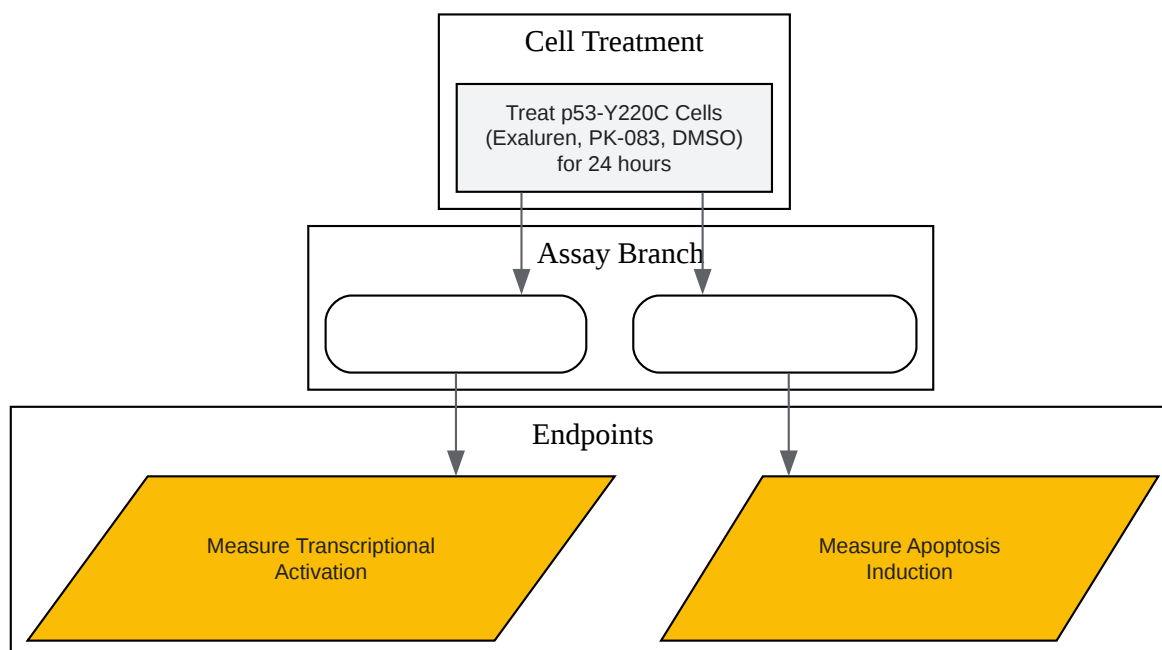 Cell Treatment
Treat p53-Y220C Cells
(Exaluren, PK-083, DMSO)
for 24 hours
Assay Branch
Endpoints
Measure Transcriptional
Activation
Measure Apoptosis
Induction